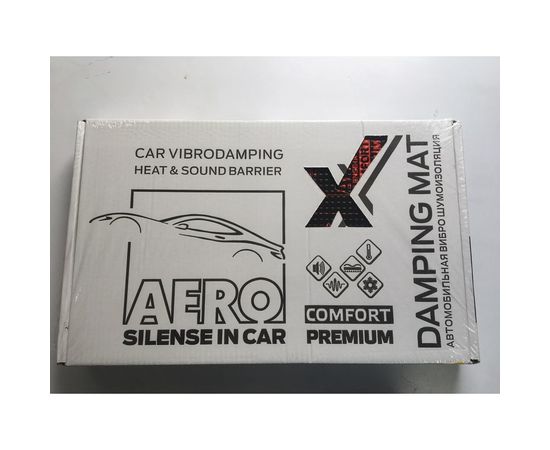 CAR VIBRODAMPING
HEAT & SOUND BARRIER
AERO
SILENSE IN CAR
X
COMFORT
PREMIUM
DAMPING MAT
АВТОМОБИЛЬНАЯ ВИБРО ШУМОИЗОЛЯЦИЯ